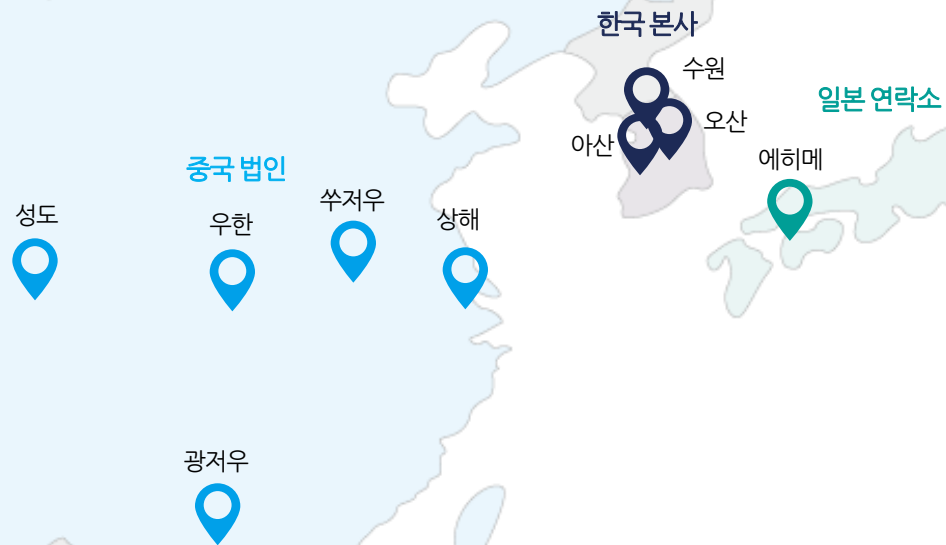 한국 본사
수원
오산
아산
일본 연락소
에히메
중국 법인
성도
우한
쑤저우
상해
광저우